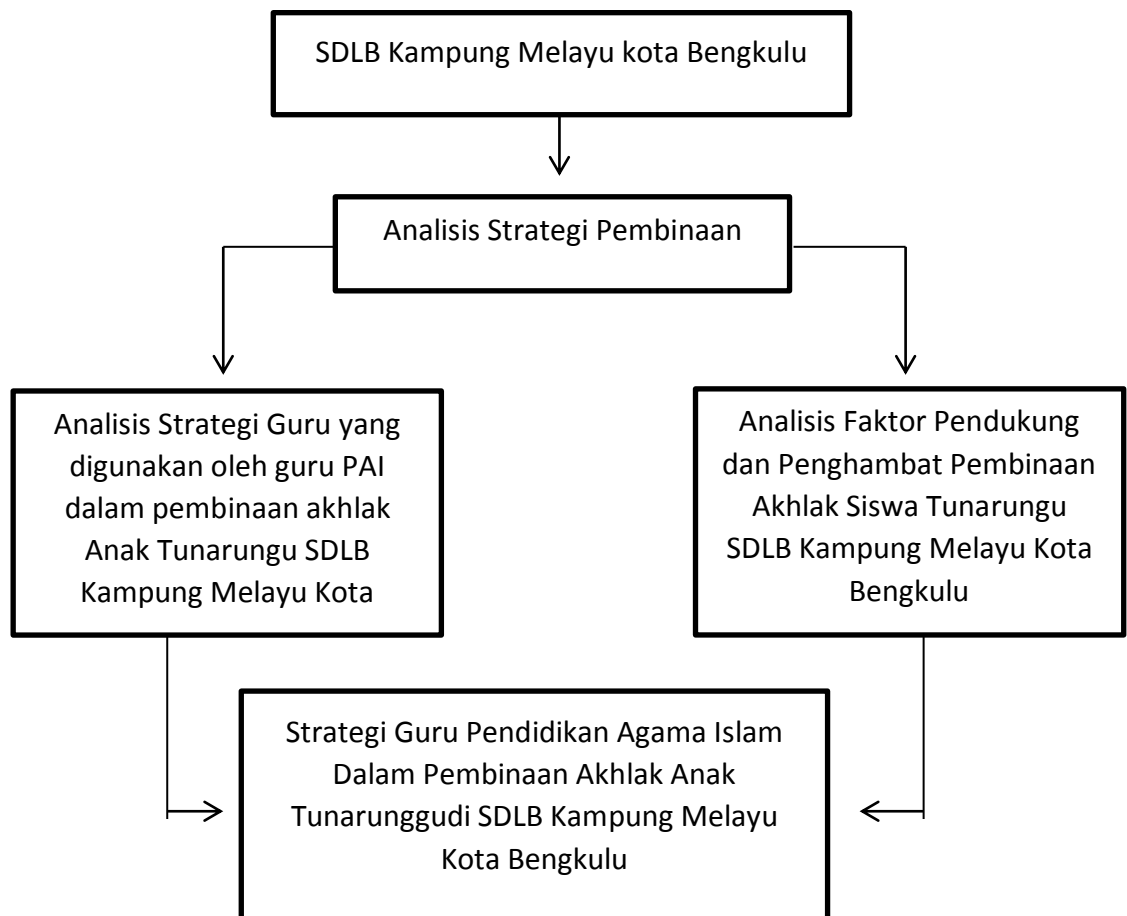 SDLB Kampung Melayu kota Bengkulu
Analisis Strategi Pembinaan
Analisis Strategi Guru yang
digunakan oleh guru PAI
dalam pembinaan akhlak
Anak Tunarungu SDLB
Kampung Melayu Kota
Analisis Faktor Pendukung
dan Penghambat Pembinaan
Akhlak Siswa Tunarungu
SDLB Kampung Melayu Kota
Bengkulu
Strategi Guru Pendidikan Agama Islam
Dalam Pembinaan Akhlak Anak
Tunarunggudi SDLB Kampung Melayu
Kota Bengkulu